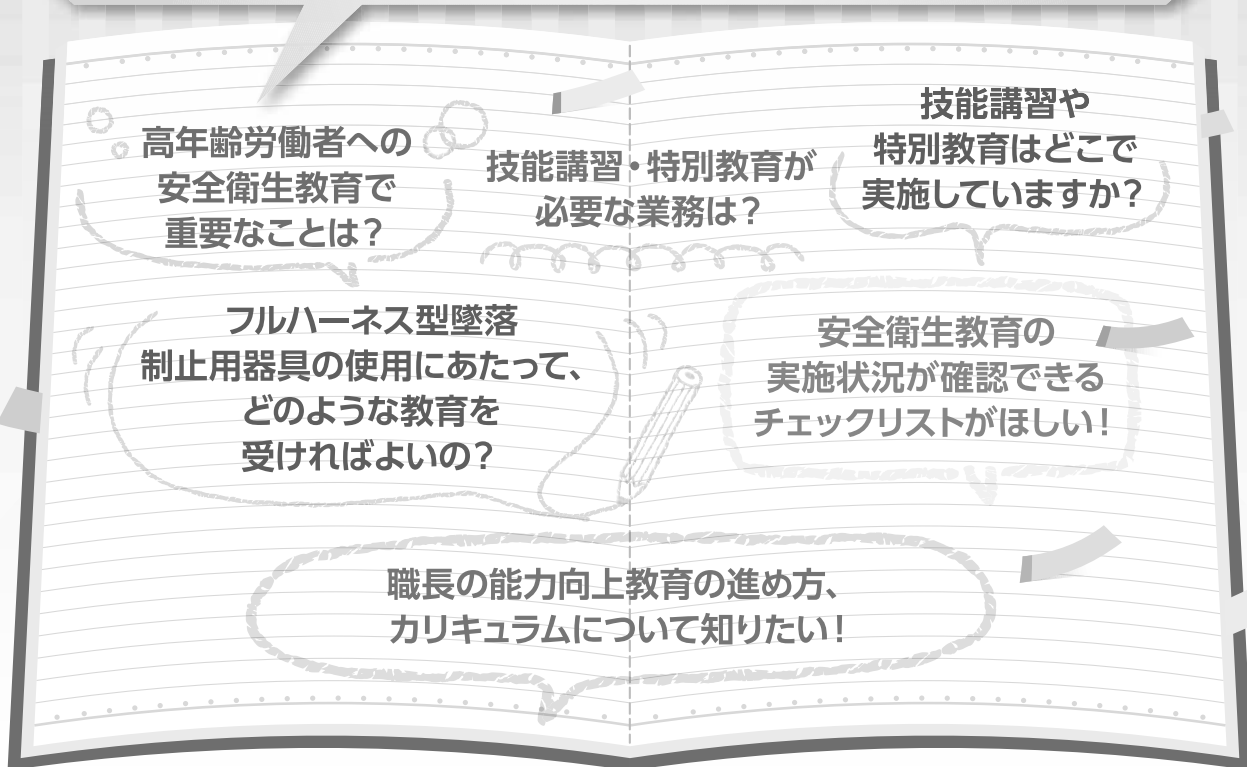 高年齢労働者への
安全衛生教育で
重要なことは？
技能講習・特別教育が
必要な業務は？
技能講習や
特別教育はどこで
実施していますか？
フルハーネス型墜落
制止用器具の使用にあたって、
どのような教育を
受ければよいの？
安全衛生教育の
実施状況が確認できる
チェックリストがほしい！
職長の能力向上教育の進め方、
カリキュラムについて知りたい！